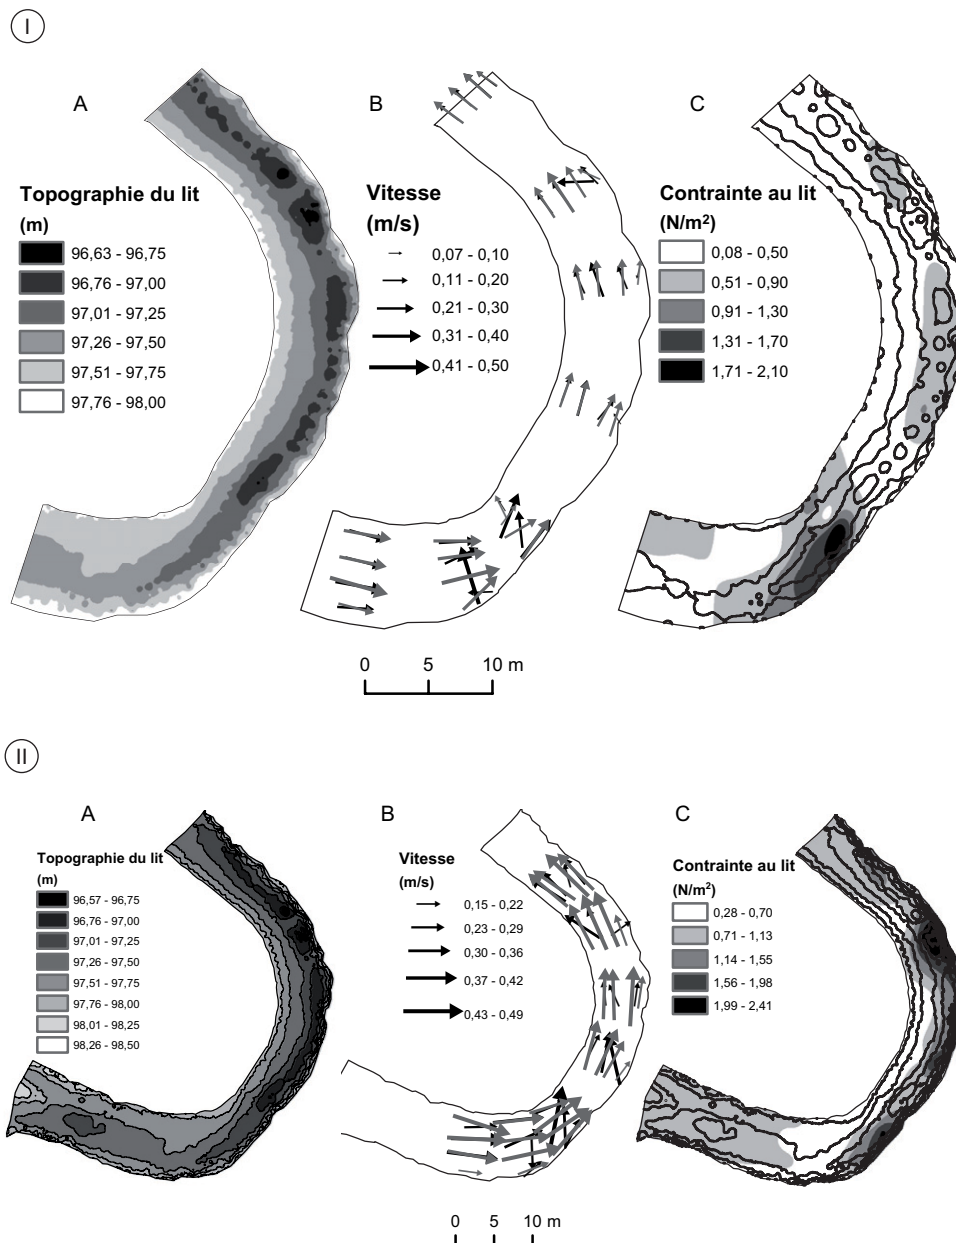 I
A
B
C
Topographie du lit
(m)
96,63 - 96,75
96,76 - 97,00
97,01 - 97,25
97,26 - 97,50
97,51 - 97,75
97,76 - 98,00
Vitesse
(m/s)
0,07 - 0,10
0,11 - 0,20
0,21 - 0,30
0,31 - 0,40
0,41 - 0,50
Contrainte au lit
(N/m²)
0,08 - 0,50
0,51 - 0,90
0,91 - 1,30
1,31 - 1,70
1,71 - 2,10
0 5 10 m
II
A
B
C
Topographie du lit
(m)
96,57 - 96,75
96,76 - 97,00
97,01 - 97,25
97,26 - 97,50
97,51 - 97,75
97,76 - 98,00
98,01 - 98,25
98,26 - 98,50
Vitesse
(m/s)
0,15 - 0,22
0,23 - 0,29
0,30 - 0,36
0,37 - 0,42
0,43 - 0,49
Contrainte au lit
(N/m²)
0,28 - 0,70
0,71 - 1,13
1,14 - 1,55
1,56 - 1,98
1,99 - 2,41
0 5 10 m